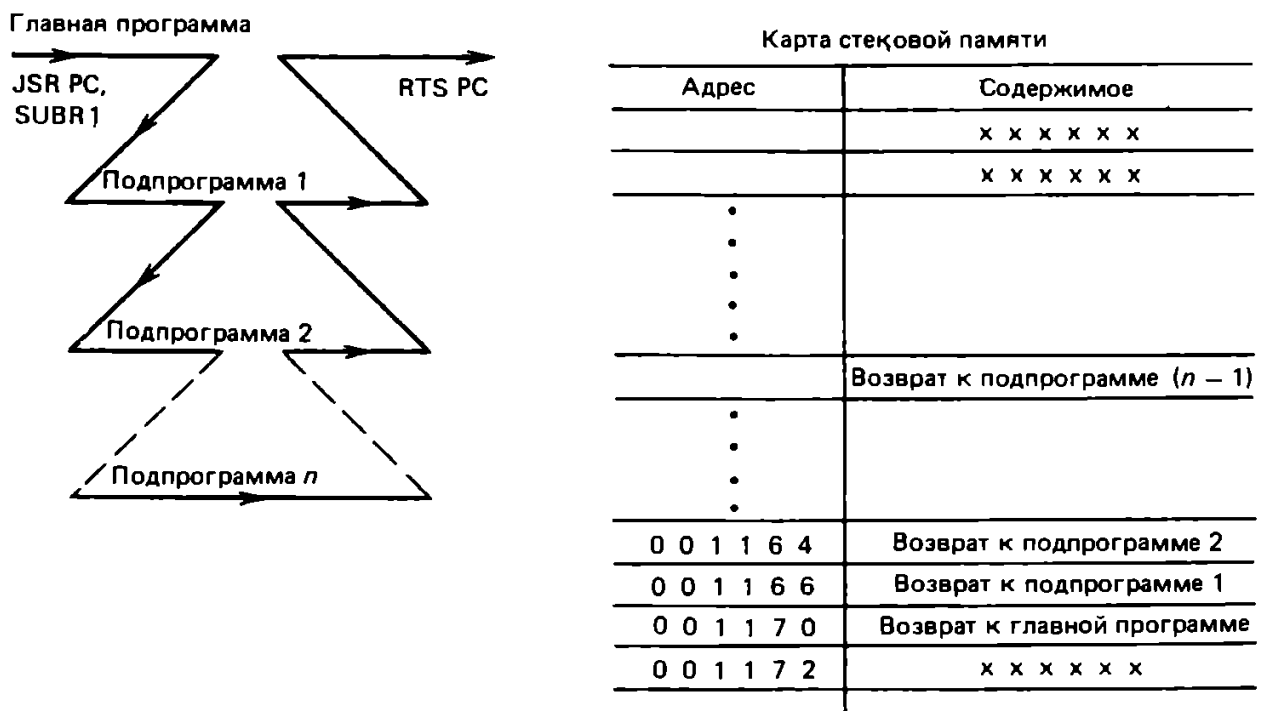 Главная программа
JSR PC,
SUBR 1
RTS PC
Подпрограмма 1
Подпрограмма 2
Подпрограмма n
Карта стековой памяти
Адрес Содержимое
x x x x x x
x x x x x x
Возврат к подпрограмме (n – 1)
0 0 1 1 6 4 Возврат к подпрограмме 2
0 0 1 1 6 6 Возврат к подпрограмме 1
0 0 1 1 7 0 Возврат к главной программе
0 0 1 1 7 2 x x x x x x